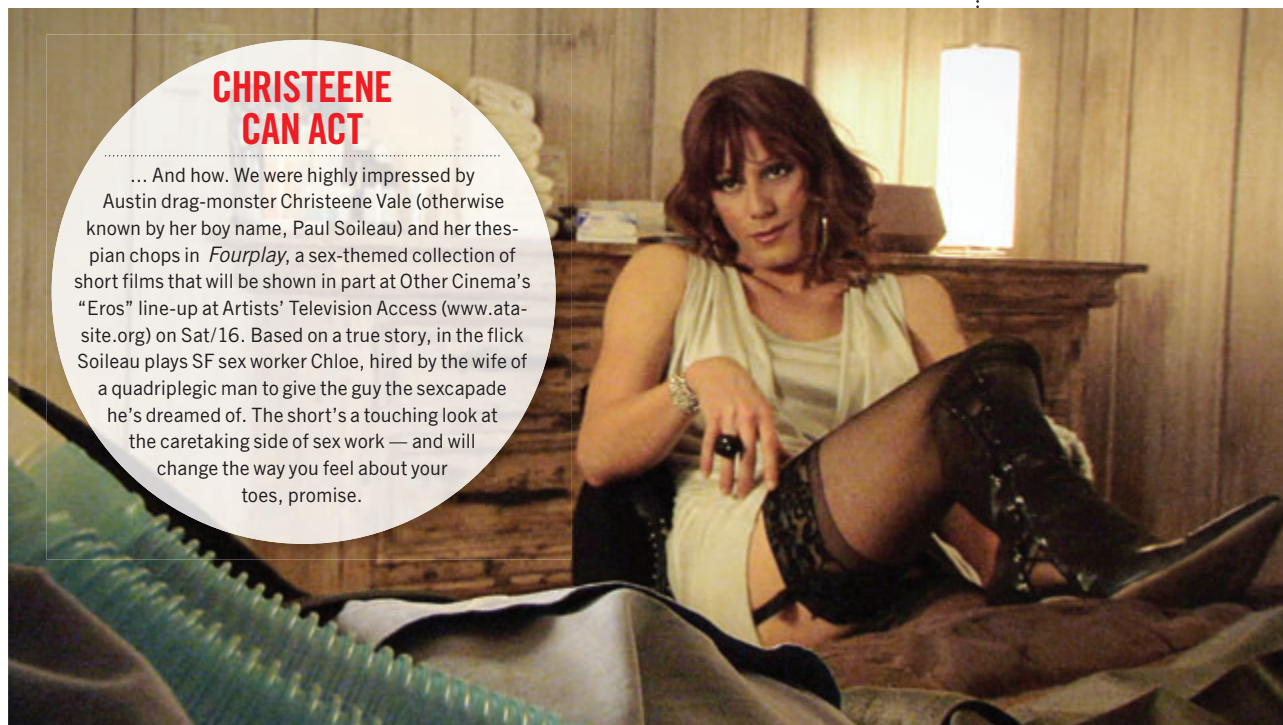 CHRISTEENE
CAN ACT
... And how. We were highly impressed by
Austin drag-monster Christeene Vale (otherwise
known by her boy name, Paul Soileau) and her thes-
pian chops in Fourplay, a sex-themed collection of
short films that will be shown in part at Other Cinema's
“Eros” line-up at Artists’ Television Access (www.ata-
site.org) on Sat/16. Based on a true story, in the flick
Soileau plays SF sex worker Chloe, hired by the wife of
a quadriplegic man to give the guy the sexcapade
he’s dreamed of. The short’s a touching look at
the caretaking side of sex work — and will
change the way you feel about your
toes, promise.